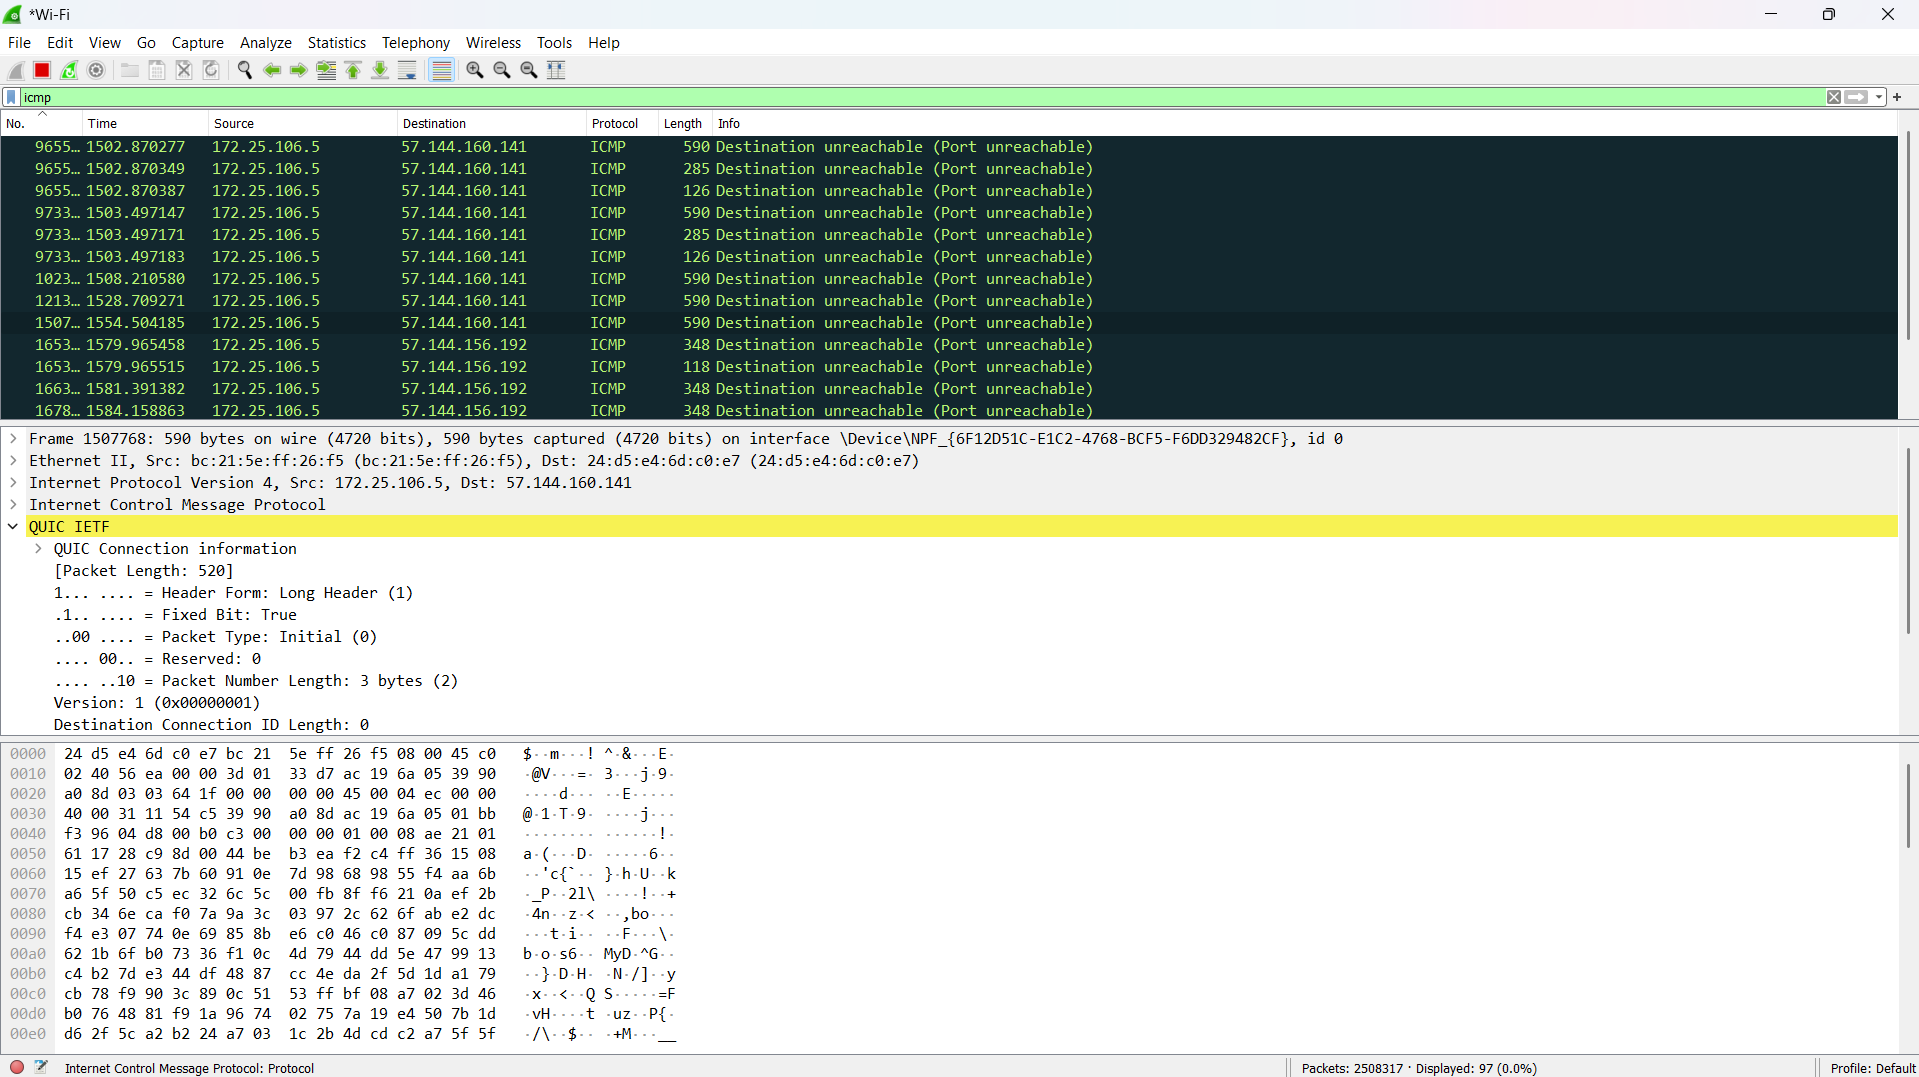 *Wi-Fi
File Edit View Go Capture Analyze Statistics Telephony Wireless Tools Help
icmp
No. Time Source Destination Protocol Length Info
9655… 1502.870277 172.25.106.5 57.144.160.141 ICMP 590 Destination unreachable (Port unreachable)
9655… 1502.870349 172.25.106.5 57.144.160.141 ICMP 285 Destination unreachable (Port unreachable)
9655… 1502.870387 172.25.106.5 57.144.160.141 ICMP 126 Destination unreachable (Port unreachable)
9733… 1503.497147 172.25.106.5 57.144.160.141 ICMP 590 Destination unreachable (Port unreachable)
9733… 1503.497171 172.25.106.5 57.144.160.141 ICMP 285 Destination unreachable (Port unreachable)
9733… 1503.497183 172.25.106.5 57.144.160.141 ICMP 126 Destination unreachable (Port unreachable)
1023… 1508.210580 172.25.106.5 57.144.160.141 ICMP 590 Destination unreachable (Port unreachable)
1213… 1528.709271 172.25.106.5 57.144.160.141 ICMP 590 Destination unreachable (Port unreachable)
1507… 1554.504185 172.25.106.5 57.144.160.141 ICMP 590 Destination unreachable (Port unreachable)
1653… 1579.965458 172.25.106.5 57.144.156.192 ICMP 348 Destination unreachable (Port unreachable)
1653… 1579.965515 172.25.106.5 57.144.156.192 ICMP 118 Destination unreachable (Port unreachable)
1663… 1581.391382 172.25.106.5 57.144.156.192 ICMP 348 Destination unreachable (Port unreachable)
1678… 1584.158863 172.25.106.5 57.144.156.192 ICMP 348 Destination unreachable (Port unreachable)
Frame 1507768: 590 bytes on wire (4720 bits), 590 bytes captured (4720 bits) on interface \Device\NPF_{6F12D51C-E1C2-4768-BCF5-F6DD329482CF}, id 0
Ethernet II, Src: bc:21:5e:ff:26:f5 (bc:21:5e:ff:26:f5), Dst: 24:d5:e4:6d:c0:e7 (24:d5:e4:6d:c0:e7)
Internet Protocol Version 4, Src: 172.25.106.5, Dst: 57.144.160.141
Internet Control Message Protocol
QUIC IETF
QUIC Connection information
[Packet Length: 520]
1... .... = Header Form: Long Header (1)
.1.. .... = Fixed Bit: True
..00 .... = Packet Type: Initial (0)
.... 00.. = Reserved: 0
.... ..10 = Packet Number Length: 3 bytes (2)
Version: 1 (0x00000001)
Destination Connection ID Length: 0
0000 24 d5 e4 6d c0 e7 bc 21 5e ff 26 f5 08 00 45 c0 $··m···! ^·&···E·
0010 02 40 56 ea 00 00 3d 01 33 d7 ac 19 6a 05 39 90 ·@V···=· 3···j·9·
0020 a0 8d 03 03 64 1f 00 00 00 00 45 00 04 ec 00 00 ····d··· ··E·····
0030 40 00 31 11 54 c5 39 90 a0 8d ac 19 6a 05 01 bb @·1·T·9· ····j···
0040 f3 96 04 d8 00 b0 c3 00 00 00 01 00 08 ae 21 01 ········ ······!·
0050 61 17 28 c9 8d 00 44 be b3 ea f2 c4 ff 36 15 08 a·(···D· ·····6··
0060 15 ef 27 63 7b 60 91 0e 7d 98 68 98 55 f4 aa 6b ··'c{`·· }·h·U··k
0070 a6 5f 50 c5 ec 32 6c 5c 00 fb 8f f6 21 0a ef 2b ·_P··2l\ ····!··+
0080 cb 34 6e ca f0 7a 9a 3c 03 97 2c 62 6f ab e2 dc ·4n··z·< ··,bo···
0090 f4 e3 07 74 0e 69 85 8b e6 c0 46 c0 87 09 5c dd ···t·i·· ··F···\·
00a0 62 1b 6f b0 73 36 f1 0c 4d 79 44 dd 5e 47 99 13 b·o·s6·· MyD·^G··
00b0 c4 b2 7d e3 44 df 48 87 cc 4e da 2f 5d 1d a1 79 ··}·D·H· ·N·/]··y
00c0 cb 78 f9 90 3c 89 0c 51 53 ff bf 08 a7 02 3d 46 ·x··<··Q S·····=F
00d0 b0 76 48 81 f9 1a 96 74 02 75 7a 19 e4 50 7b 1d ·vH····t ·uz··P{·
00e0 d6 2f 5c a2 b2 24 a7 03 1c 2b 4d cd c2 a7 5f 5f ·/\··$·· ·+M···__
Internet Control Message Protocol: Protocol Packets: 2508317 · Displayed: 97 (0.0%) Profile: Default